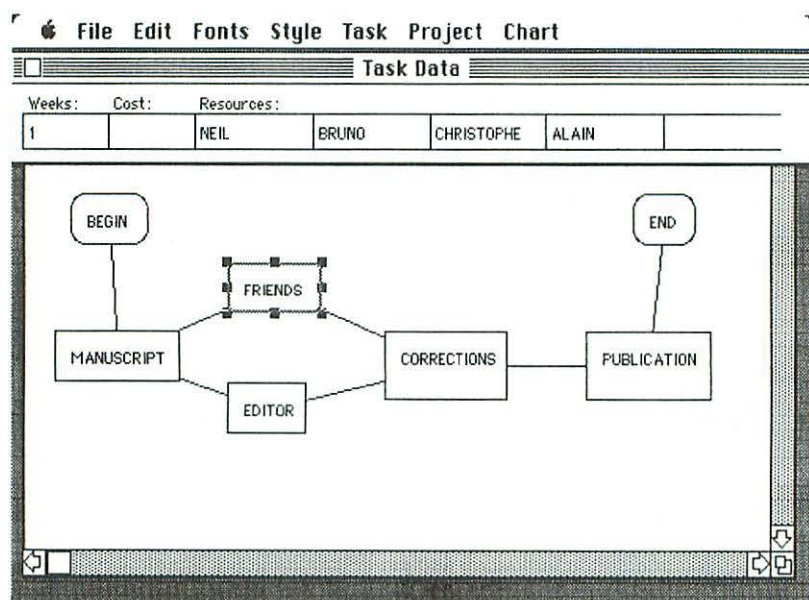 File Edit Fonts Style Task Project Chart
Task Data
Weeks: Cost: Resources:
1 NEIL BRUNO CHRISTOPHE ALAIN
BEGIN
END
FRIENDS
MANUSCRIPT
CORRECTIONS
PUBLICATION
EDITOR